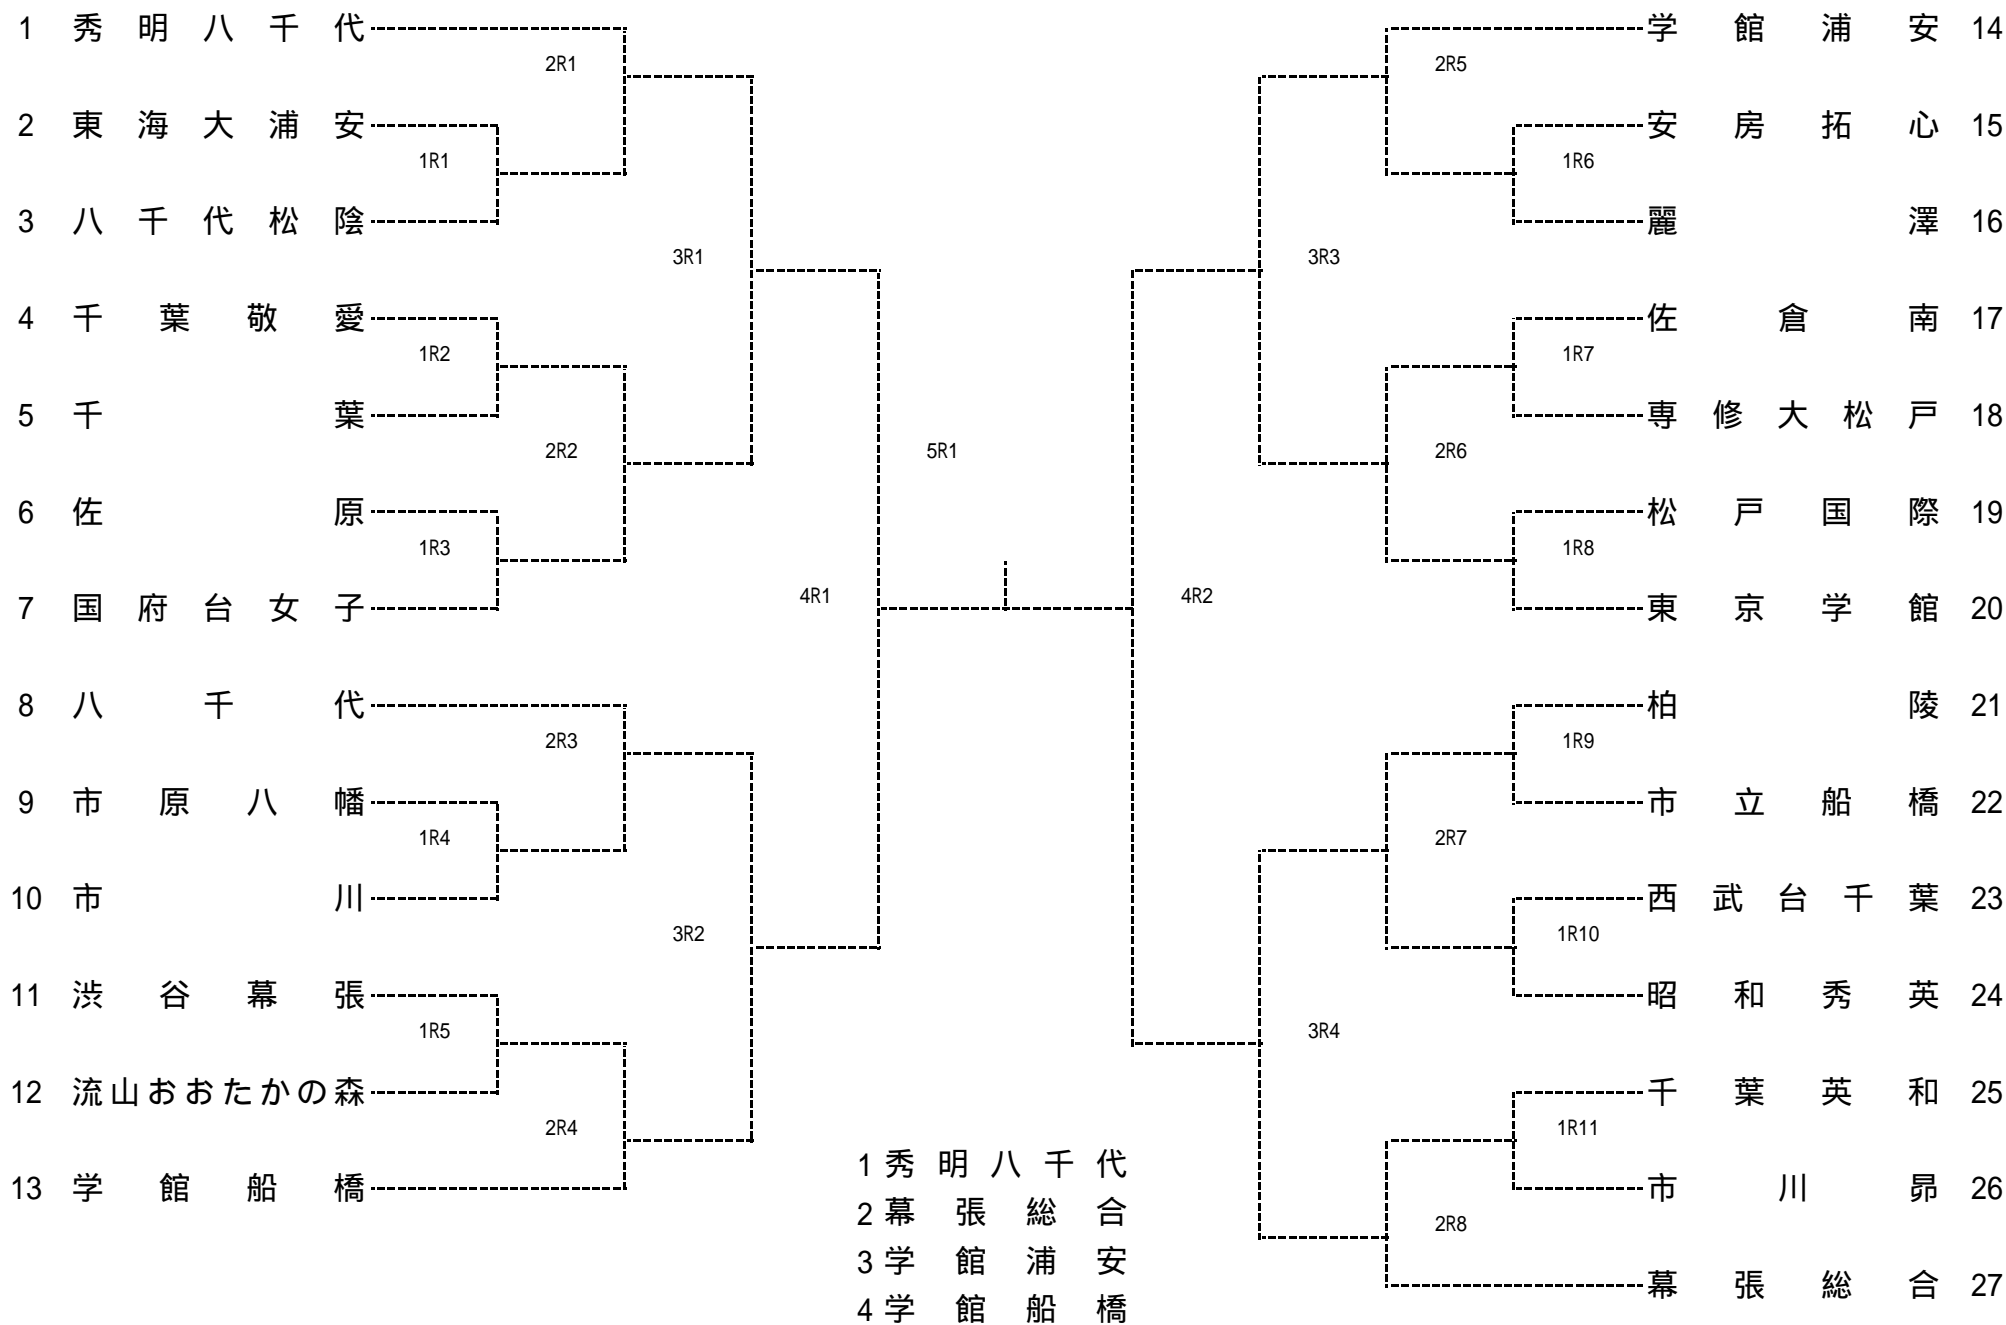 1 秀明八千代
2R1
2 東海大浦安
1R1
3 八千代松陰
3R1
4 千葉敬愛
1R2
5 千葉
2R2
6 佐原
1R3
7 国府台女子
4R1
8 八千代
2R3
9 市原八幡
1R4
10 市川
3R2
11 渋谷幕張
1R5
12 流山おおたかの森
2R4
13 学館船橋
5R1
学館浦安 14
2R5
安房拓心 15
1R6
麗澤 16
3R3
佐倉南 17
1R7
専修大松戸 18
2R6
松戸国際 19
1R8
東京学館 20
4R2
柏陵 21
1R9
市立船橋 22
2R7
西武台千葉 23
1R10
昭和秀英 24
3R4
千葉英和 25
1R11
市川昴 26
2R8
幕張総合 27
1 秀明八千代
2 幕張総合
3 学館浦安
4 学館船橋